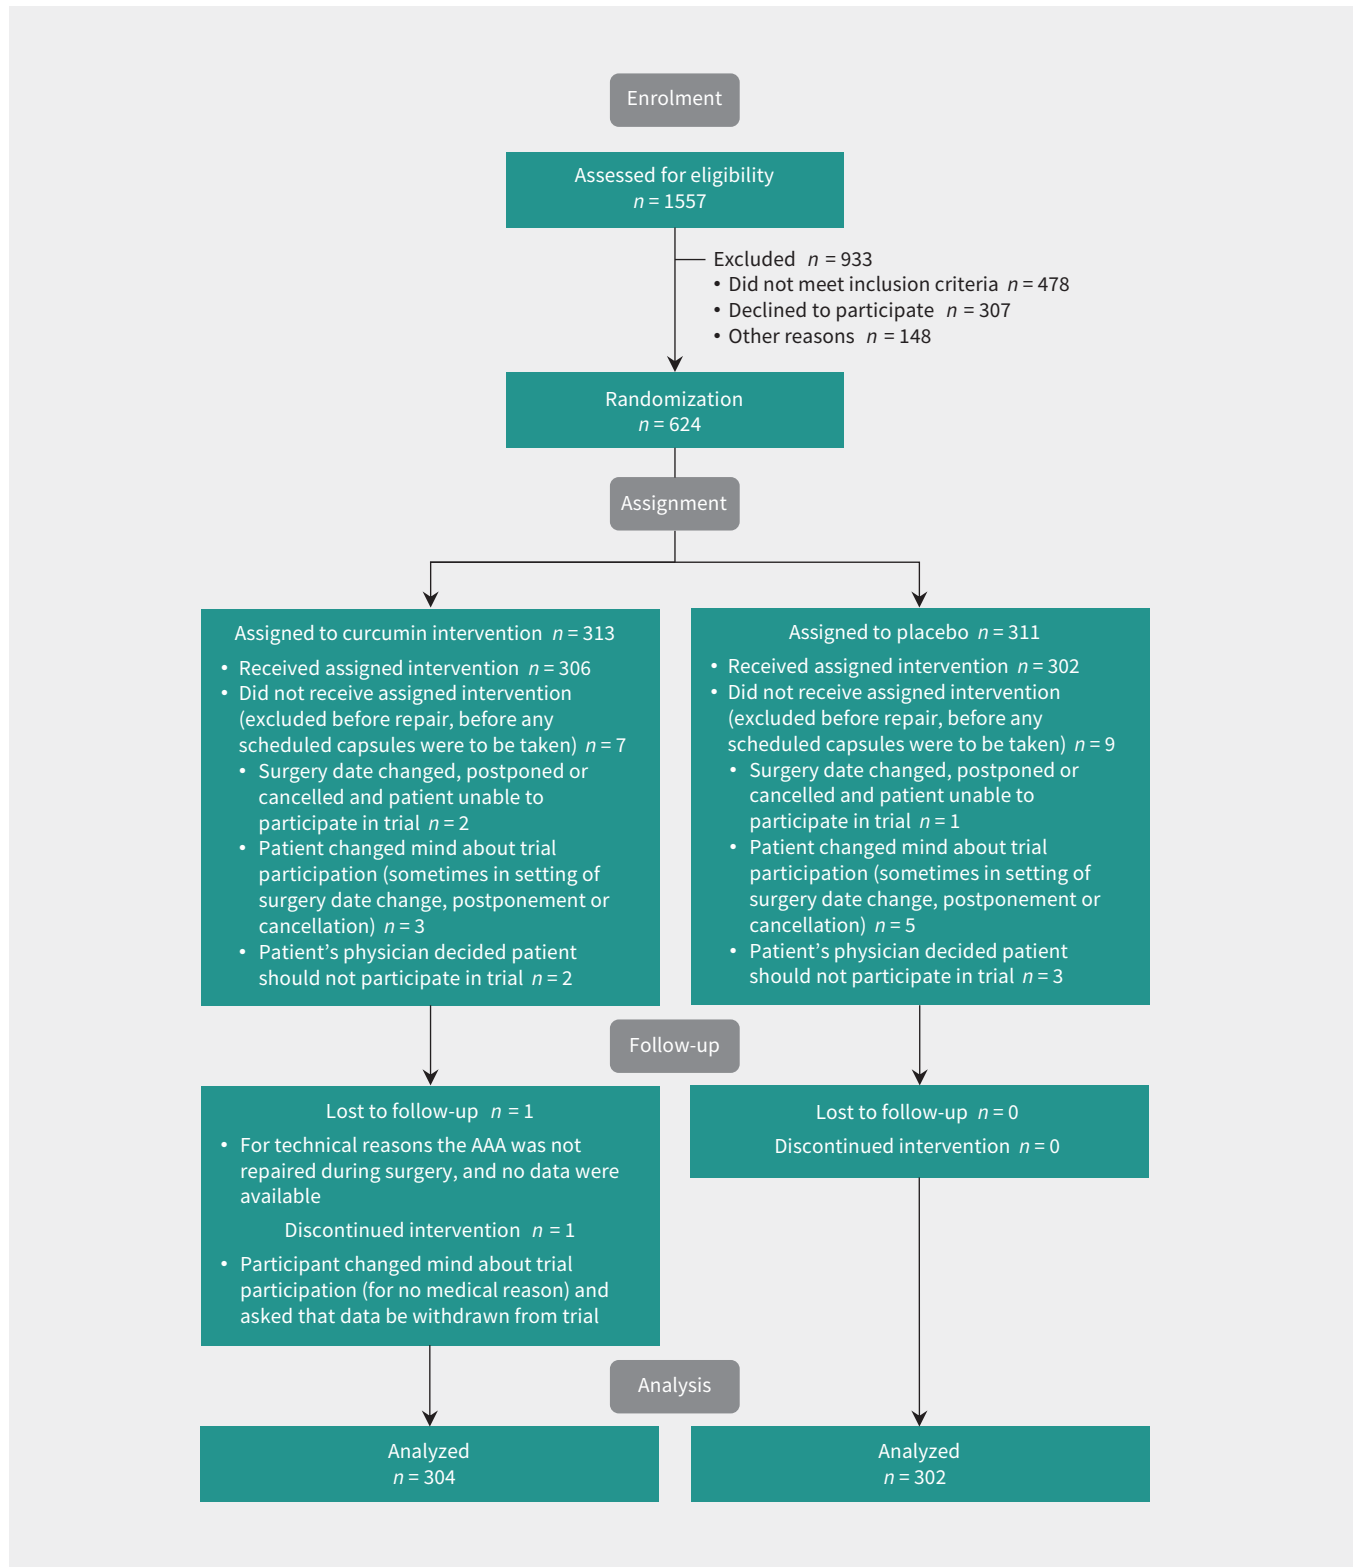 Enrolment
Assessed for eligibility
n = 1557
Excluded n = 933
• Did not meet inclusion criteria n = 478
• Declined to participate n = 307
• Other reasons n = 148
Randomization
n = 624
Assignment
Assigned to curcumin intervention n = 313
• Received assigned intervention n = 306
• Did not receive assigned intervention
(excluded before repair, before any
scheduled capsules were to be taken) n = 7
• Surgery date changed, postponed or
cancelled and patient unable to
participate in trial n = 2
• Patient changed mind about trial
participation (sometimes in setting of
surgery date change, postponement or
cancellation) n = 3
• Patient’s physician decided patient
should not participate in trial n = 2
Assigned to placebo n = 311
• Received assigned intervention n = 302
• Did not receive assigned intervention
(excluded before repair, before any
scheduled capsules were to be taken) n = 9
• Surgery date changed, postponed or
cancelled and patient unable to
participate in trial n = 1
• Patient changed mind about trial
participation (sometimes in setting of
surgery date change, postponement or
cancellation) n = 5
• Patient’s physician decided patient
should not participate in trial n = 3
Follow-up
Lost to follow-up n = 1
• For technical reasons the AAA was not
repaired during surgery, and no data were
available
Discontinued intervention n = 1
• Participant changed mind about trial
participation (for no medical reason) and
asked that data be withdrawn from trial
Lost to follow-up n = 0
Discontinued intervention n = 0
Analysis
Analyzed
n = 304
Analyzed
n = 302